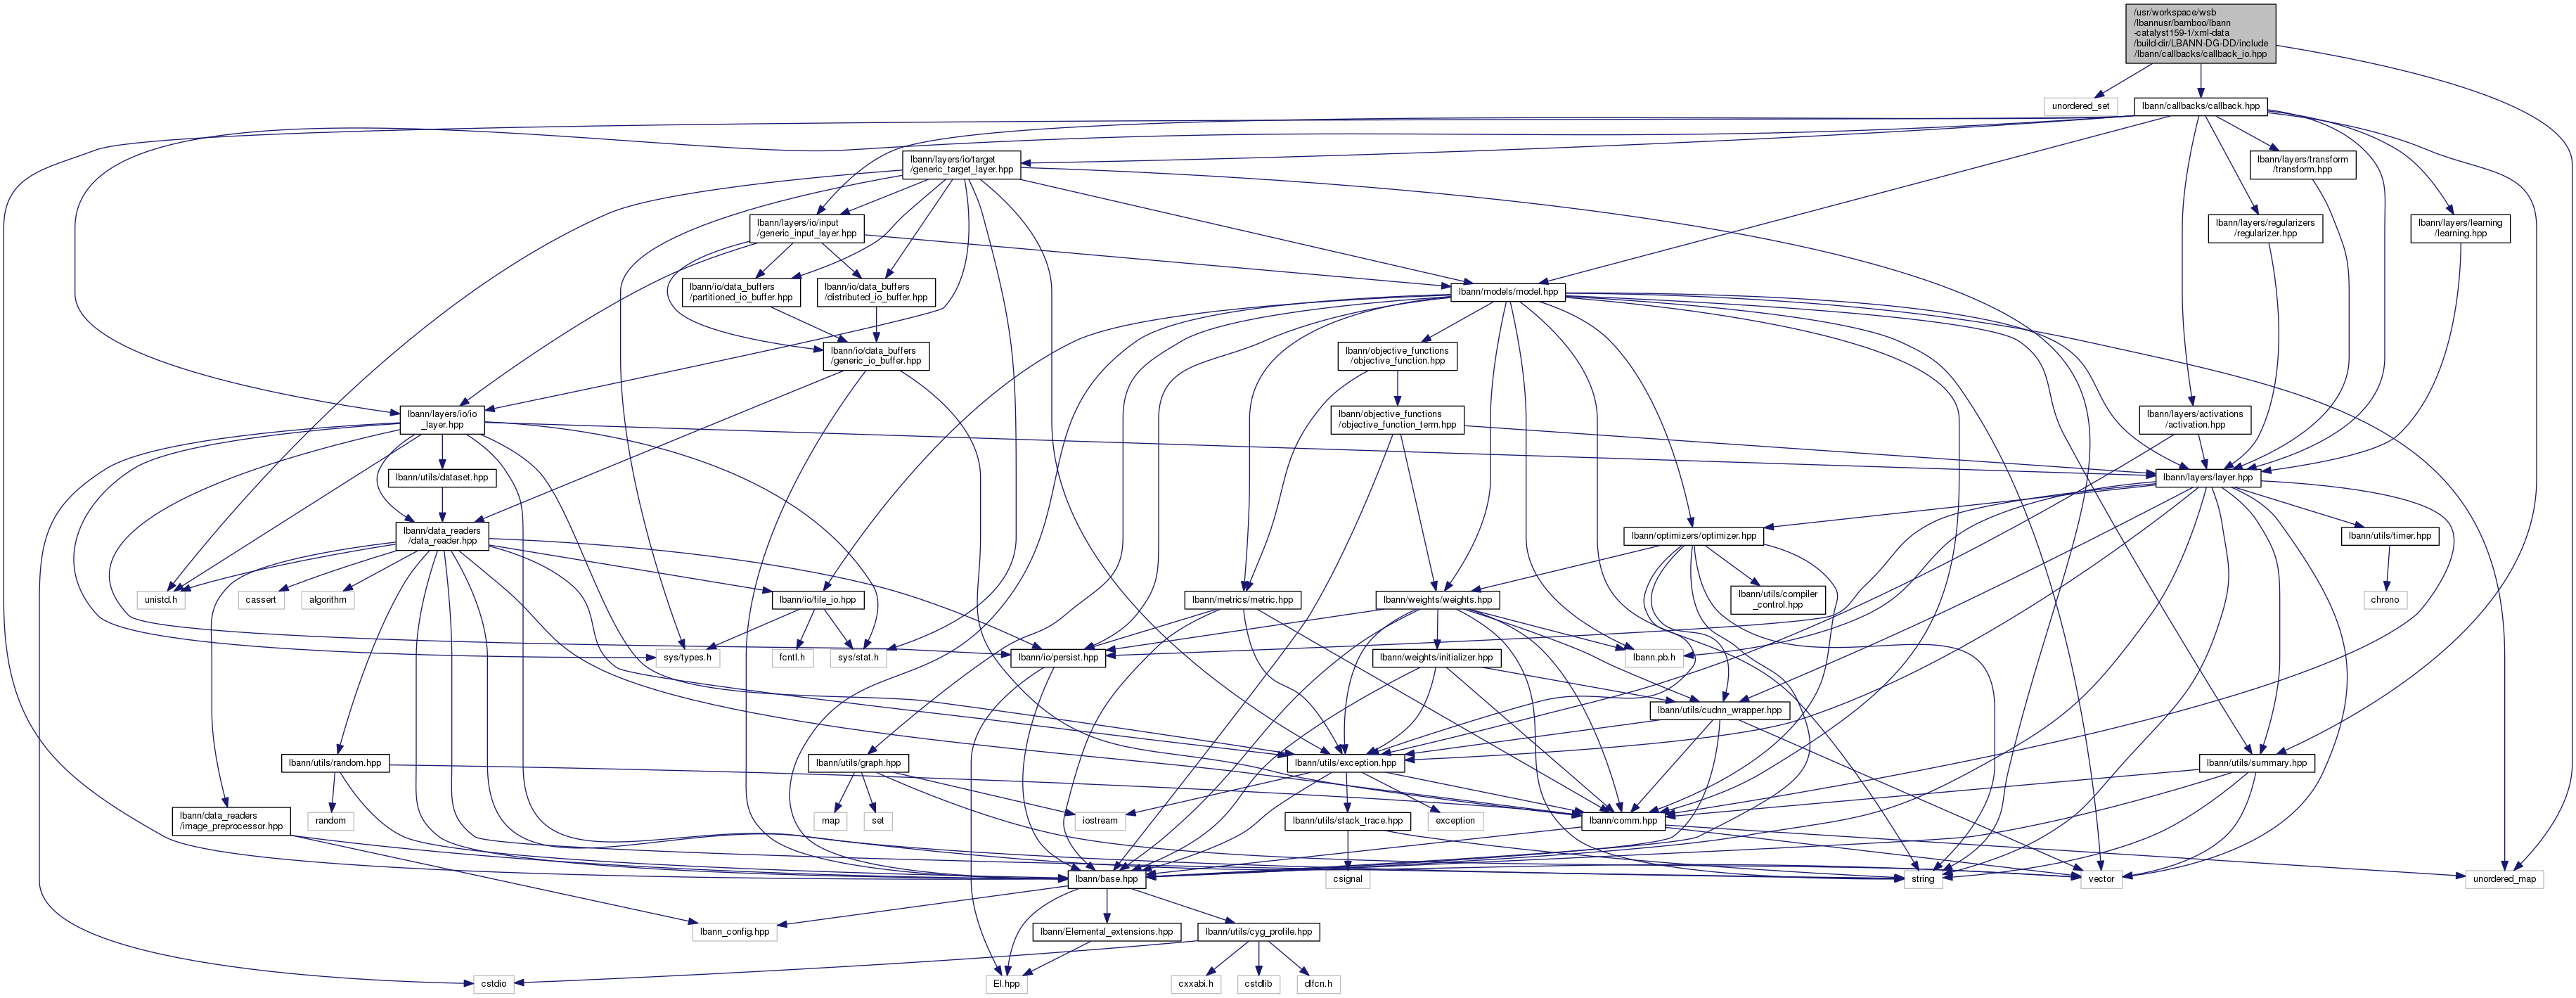 /usr/workspace/wsb
/lbannusr/bamboo/lbann
-catalyst159-1/xml-data
/build-dir/LBANN-DG-DD/include
/lbann/callbacks/callback_io.hpp
unordered_set
lbann/callbacks/callback.hpp
lbann/layers/io/target
/generic_target_layer.hpp
lbann/layers/transform
/transform.hpp
lbann/layers/io/input
/generic_input_layer.hpp
lbann/layers/regularizers
/regularizer.hpp
lbann/layers/learning
/learning.hpp
lbann/io/data_buffers
/partitioned_io_buffer.hpp
lbann/io/data_buffers
/distributed_io_buffer.hpp
lbann/models/model.hpp
lbann/io/data_buffers
/generic_io_buffer.hpp
lbann/objective_functions
/objective_function.hpp
lbann/layers/io/io
_layer.hpp
lbann/objective_functions
/objective_function_term.hpp
lbann/layers/activations
/activation.hpp
lbann/utils/dataset.hpp
lbann/layers/layer.hpp
lbann/data_readers
/data_reader.hpp
lbann/optimizers/optimizer.hpp
lbann/utils/timer.hpp
unistd.h
cassert
algorithm
lbann/io/file_io.hpp
lbann/metrics/metric.hpp
lbann/weights/weights.hpp
lbann/utils/compiler
_control.hpp
chrono
sys/types.h
fcntl.h
sys/stat.h
lbann/io/persist.hpp
lbann/weights/initializer.hpp
lbann.pb.h
lbann/utils/cudnn_wrapper.hpp
lbann/utils/random.hpp
lbann/utils/graph.hpp
lbann/utils/exception.hpp
lbann/utils/summary.hpp
lbann/data_readers
/image_preprocessor.hpp
random
map
set
iostream
lbann/utils/stack_trace.hpp
exception
lbann/comm.hpp
lbann/base.hpp
csignal
string
vector
unordered_map
lbann_config.hpp
lbann/Elemental_extensions.hpp
lbann/utils/cyg_profile.hpp
cstdio
El.hpp
cxxabi.h
cstdlib
dlfcn.h